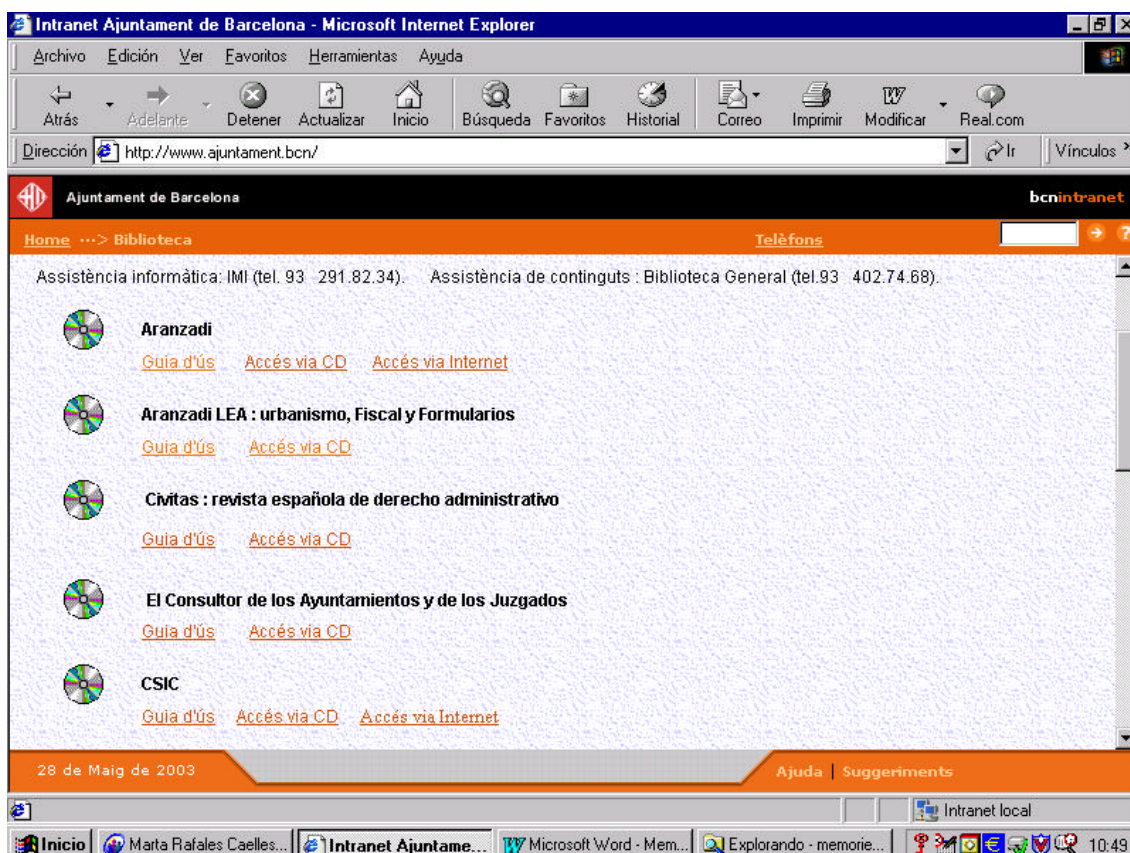 Intranet Ajuntament de Barcelona - Microsoft Internet Explorer
Archivo Edición Ver Favoritos Herramientas Ayuda
Atrás Adelante Detener Actualizar Inicio Búsqueda Favoritos Historial Correo Imprimir Modificar Real.com
Dirección http://www.ajuntament.bcn/ Ir Vínculos
Ajuntament de Barcelona bcnintranet
Home ···> Biblioteca Telèfons
Assistència informàtica: IMI (tel. 93 291.82.34). Assistència de continguts : Biblioteca General (tel.93 402.74.68).
Aranzadi
Guia d'ús Accés via CD Accés via Internet
Aranzadi LEA : urbanismo, Fiscal y Formularios
Guia d'ús Accés via CD
Civitas : revista española de derecho administrativo
Guia d'ús Accés via CD
El Consultor de los Ayuntamientos y de los Juzgados
Guia d'ús Accés via CD
CSIC
Guia d'ús Accés via CD Accés via Internet
28 de Maig de 2003 Ajuda | Suggeriments
Intranet local
Inicio Marta Rafales Caelles... Intranet Ajuntame... Microsoft Word - Mem... Explorando - memorie... 10:49